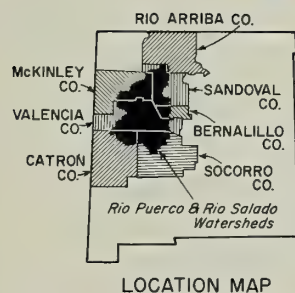 RIO ARRIBA CO.
McKINLEY
CO.
VALENCIA
CO.
CATRON
CO.
SANDOVAL
CO.
BERNALILLO
CO.
SOCORRO
CO.
Rio Puerco & Rio Salado
Watersheds
LOCATION MAP